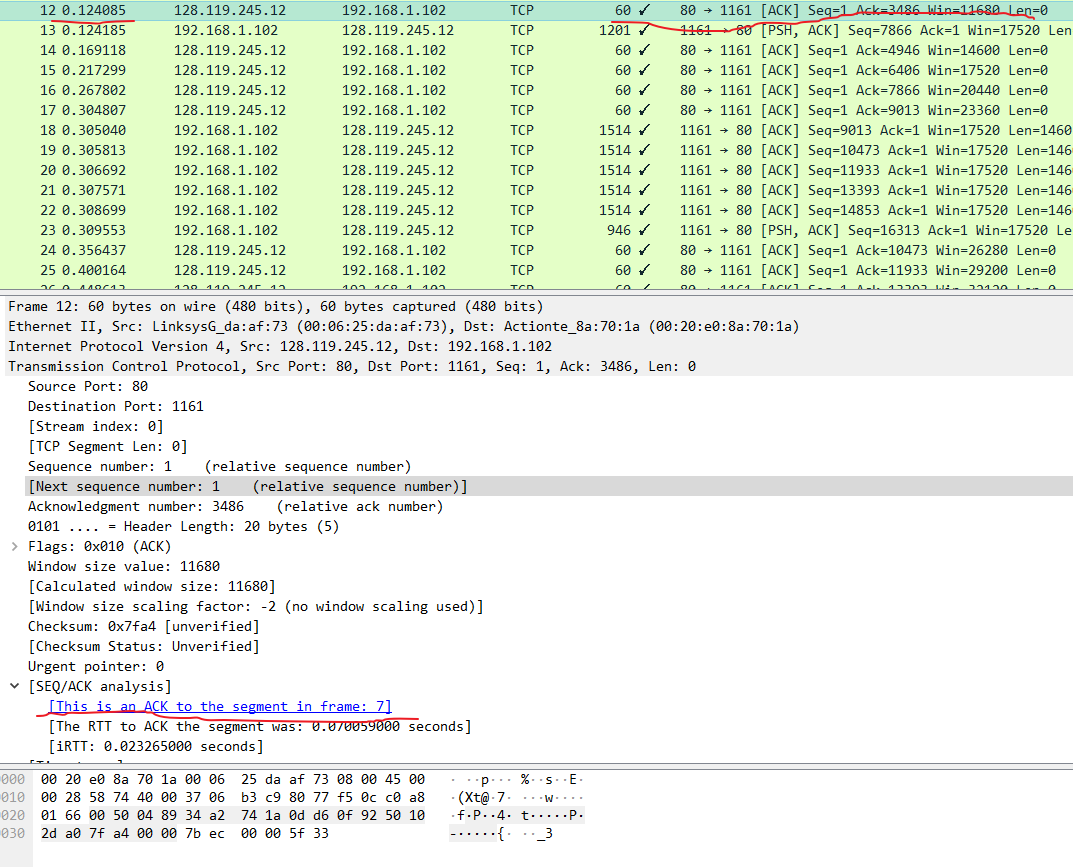 12 0.124085 128.119.245.12 192.168.1.102 TCP 60 ✓ 80 → 1161 [ACK] Seq=1 Ack=3486 Win=11680 Len=0
13 0.124185 192.168.1.102 128.119.245.12 TCP 1201 ✓ 1161 → 80 [PSH, ACK] Seq=7866 Ack=1 Win=17520 Len
14 0.169118 128.119.245.12 192.168.1.102 TCP 60 ✓ 80 → 1161 [ACK] Seq=1 Ack=4946 Win=14600 Len=0
15 0.217299 128.119.245.12 192.168.1.102 TCP 60 ✓ 80 → 1161 [ACK] Seq=1 Ack=6406 Win=17520 Len=0
16 0.267802 128.119.245.12 192.168.1.102 TCP 60 ✓ 80 → 1161 [ACK] Seq=1 Ack=7866 Win=20440 Len=0
17 0.304807 128.119.245.12 192.168.1.102 TCP 60 ✓ 80 → 1161 [ACK] Seq=1 Ack=9013 Win=23360 Len=0
18 0.305040 192.168.1.102 128.119.245.12 TCP 1514 ✓ 1161 → 80 [ACK] Seq=9013 Ack=1 Win=17520 Len=1460
19 0.305813 192.168.1.102 128.119.245.12 TCP 1514 ✓ 1161 → 80 [ACK] Seq=10473 Ack=1 Win=17520 Len=146
20 0.306692 192.168.1.102 128.119.245.12 TCP 1514 ✓ 1161 → 80 [ACK] Seq=11933 Ack=1 Win=17520 Len=146
21 0.307571 192.168.1.102 128.119.245.12 TCP 1514 ✓ 1161 → 80 [ACK] Seq=13393 Ack=1 Win=17520 Len=146
22 0.308699 192.168.1.102 128.119.245.12 TCP 1514 ✓ 1161 → 80 [ACK] Seq=14853 Ack=1 Win=17520 Len=146
23 0.309553 192.168.1.102 128.119.245.12 TCP 946 ✓ 1161 → 80 [PSH, ACK] Seq=16313 Ack=1 Win=17520 Le
24 0.356437 128.119.245.12 192.168.1.102 TCP 60 ✓ 80 → 1161 [ACK] Seq=1 Ack=10473 Win=26280 Len=0
25 0.400164 128.119.245.12 192.168.1.102 TCP 60 ✓ 80 → 1161 [ACK] Seq=1 Ack=11933 Win=29200 Len=0
Frame 12: 60 bytes on wire (480 bits), 60 bytes captured (480 bits)
Ethernet II, Src: LinksysG_da:af:73 (00:06:25:da:af:73), Dst: Actionte_8a:70:1a (00:20:e0:8a:70:1a)
Internet Protocol Version 4, Src: 128.119.245.12, Dst: 192.168.1.102
Transmission Control Protocol, Src Port: 80, Dst Port: 1161, Seq: 1, Ack: 3486, Len: 0
Source Port: 80
Destination Port: 1161
[Stream index: 0]
[TCP Segment Len: 0]
Sequence number: 1 (relative sequence number)
[Next sequence number: 1 (relative sequence number)]
Acknowledgment number: 3486 (relative ack number)
0101 .... = Header Length: 20 bytes (5)
Flags: 0x010 (ACK)
Window size value: 11680
[Calculated window size: 11680]
[Window size scaling factor: -2 (no window scaling used)]
Checksum: 0x7fa4 [unverified]
[Checksum Status: Unverified]
Urgent pointer: 0
[SEQ/ACK analysis]
[This is an ACK to the segment in frame: 7]
[The RTT to ACK the segment was: 0.070059000 seconds]
[iRTT: 0.023265000 seconds]
000 00 20 e0 8a 70 1a 00 06 25 da af 73 08 00 45 00 · ··p··· %··s··E·
010 00 28 58 74 40 00 37 06 b3 c9 80 77 f5 0c c0 a8 ·(Xt@·7· ···w····
020 01 66 00 50 04 89 34 a2 74 1a 0d d6 0f 92 50 10 ·f·P··4· t·····P·
030 2d a0 7f a4 00 00 7b ec 00 00 5f 33 -·····{· ··_3